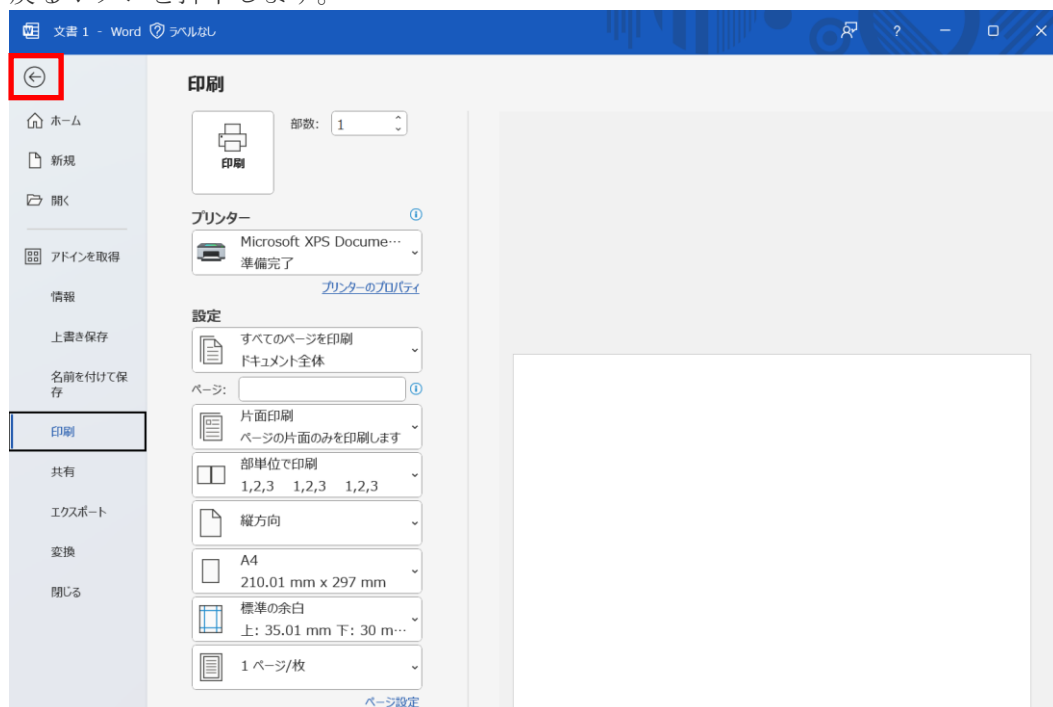 戻るボタンを押下します。
文書 1 - Word ラベルなし
?
印刷
ホーム
新規
開く
アドインを取得
情報
上書き保存
名前を付けて保
存
印刷
共有
エクスポート
変換
閉じる
印刷
部数: 1
プリンター
Microsoft XPS Docume…
準備完了
プリンターのプロパティ
設定
すべてのページを印刷
ドキュメント全体
ページ:
片面印刷
ページの片面のみを印刷します
部単位で印刷
1,2,3 1,2,3 1,2,3
縦方向
A4
210.01 mm x 297 mm
標準の余白
上: 35.01 mm 下: 30 m…
1 ページ/枚
ページ設定